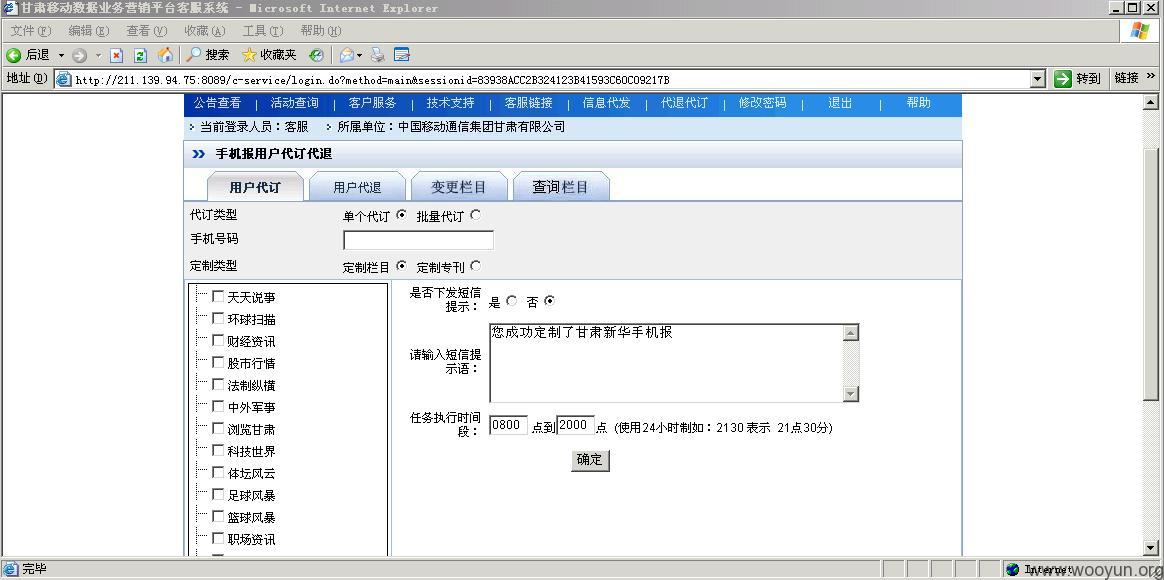 甘肃移动数据业务营销平台客服系统 - Microsoft Internet Explorer
文件(F) 编辑(E) 查看(V) 收藏(A) 工具(T) 帮助(H)
后退 搜索 收藏夹
地址(D) http://211.139.94.75:8089/c-service/login.do?method=main&sessionid=83938ACC2B324123B41593C60C09217B 转到 链接 »
公告查看 | 活动查询 | 客户服务 | 技术支持 | 客服链接 | 信息代发 | 代退代订 | 修改密码 | 退出 | 帮助
当前登录人员：客服 所属单位：中国移动通信集团甘肃有限公司
手机报用户代订代退
用户代订 用户代退 变更栏目 查询栏目
代订类型 单个代订 批量代订
手机号码
定制类型 定制栏目 定制专刊
天天说事
环球扫描
财经资讯
股市行情
法制纵横
中外军事
浏览甘肃
科技世界
体坛风云
足球风暴
篮球风暴
职场资讯
是否下发短信
提示： 是 否
请输入短信提
示语：
您成功定制了甘肃新华手机报
任务执行时间
段： 0800 点到 2000 点 (使用24小时制如：2130 表示 21点30分)
确定
完毕 Internet
www.wooyun.org